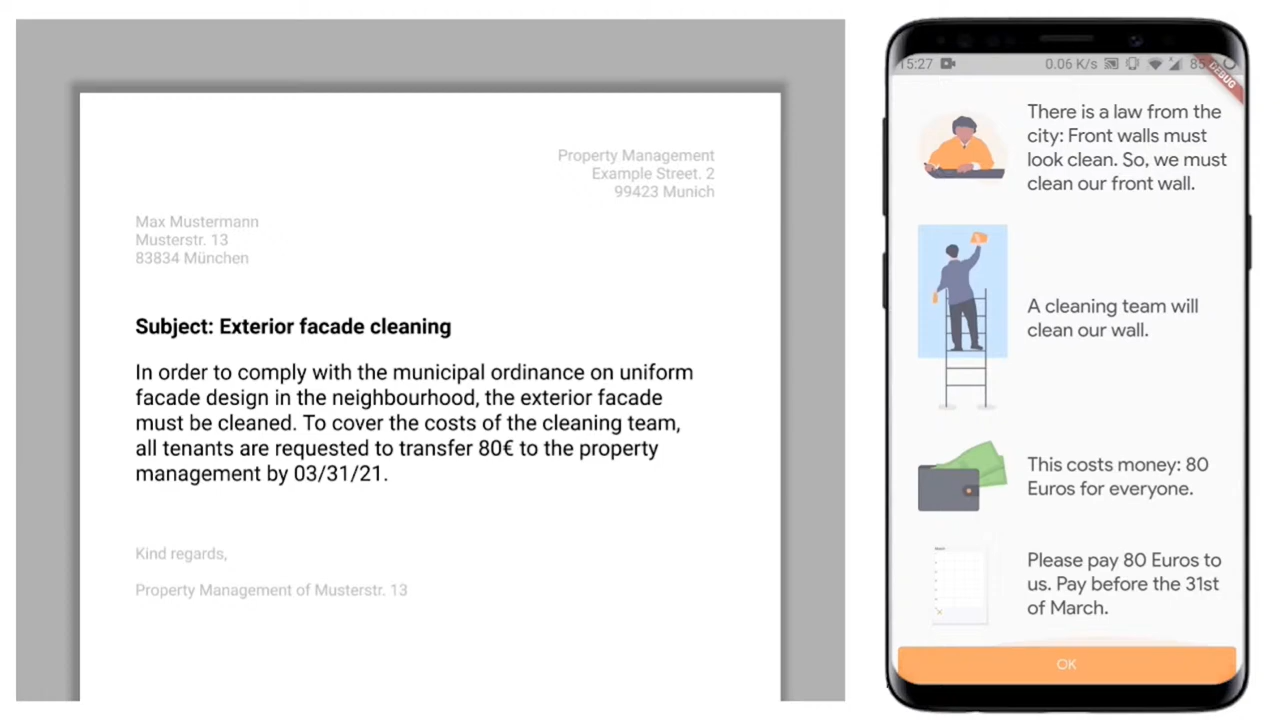 Property Management
Example Street. 2
99423 Munich
Max Mustermann
Musterstr. 13
83834 München
Subject: Exterior facade cleaning
In order to comply with the municipal ordinance on uniform
facade design in the neighbourhood, the exterior facade
must be cleaned. To cover the costs of the cleaning team,
all tenants are requested to transfer 80€ to the property
management by 03/31/21.
Kind regards,
Property Management of Musterstr. 13
15:27
0.06 K/s
DEBUG
There is a law from the
city: Front walls must
look clean. So, we must
clean our front wall.
A cleaning team will
clean our wall.
This costs money: 80
Euros for everyone.
Please pay 80 Euros to
us. Pay before the 31st
of March.
OK